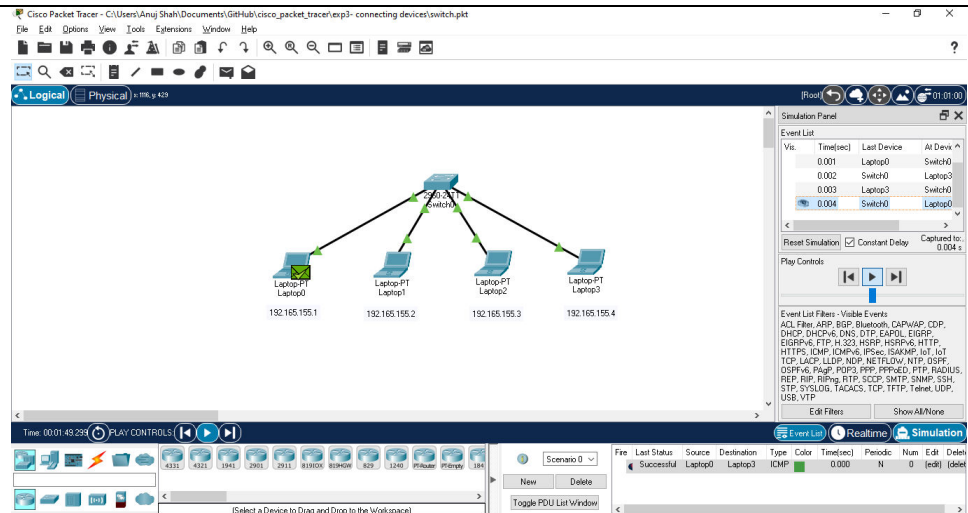 Cisco Packet Tracer - C:\Users\Anuj Shah\Documents\GitHub\cisco_packet_tracer\exp3- connecting devices\switch.pkt
File Edit Options View Tools Extensions Window Help
?
Logical Physical x: 1116, y: 429 [Root] 01:01:00
Simulation Panel
Event List
Vis. Time(sec) Last Device At Devic
0.001 Laptop0 Switch0
0.002 Switch0 Laptop3
0.003 Laptop3 Switch0
0.004 Switch0 Laptop0
Reset Simulation Constant Delay Captured to:
0.004 s
Play Controls
Event List Filters - Visible Events
ACL Filter, ARP, BGP, Bluetooth, CAPWAP, CDP,
DHCP, DHCPv6, DNS, DTP, EAPOL, EIGRP,
EIGRPv6, FTP, H.323, HSRP, HSRPv6, HTTP,
HTTPS, ICMP, ICMPv6, IPSec, ISAKMP, IoT, IoT
TCP, LACP, LLDP, NDP, NETFLOW, NTP, OSPF,
OSPFv6, PAgP, POP3, PPP, PPPoED, PTP, RADIUS,
REP, RIP, RIPng, RTP, SCCP, SMTP, SNMP, SSH,
STP, SYSLOG, TACACS, TCP, TFTP, Telnet, UDP,
USB, VTP
Edit Filters Show All/None
2960-24TT
Switch0
Laptop-PT
Laptop0
192.165.155.1
Laptop-PT
Laptop1
192.165.155.2
Laptop-PT
Laptop2
192.165.155.3
Laptop-PT
Laptop3
192.165.155.4
Time: 00:01:49.299 PLAY CONTROLS: Event List Realtime Simulation
4331 4321 1941 2901 2911 819IOX 819HGW 829 1240 PT-Router PT-Empty 184
(Select a Device to Drag and Drop to the Workspace)
Scenario 0
New Delete
Toggle PDU List Window
Fire Last Status Source Destination Type Color Time(sec) Periodic Num Edit Delet
Successful Laptop0 Laptop3 ICMP 0.000 N 0 (edit) (delet